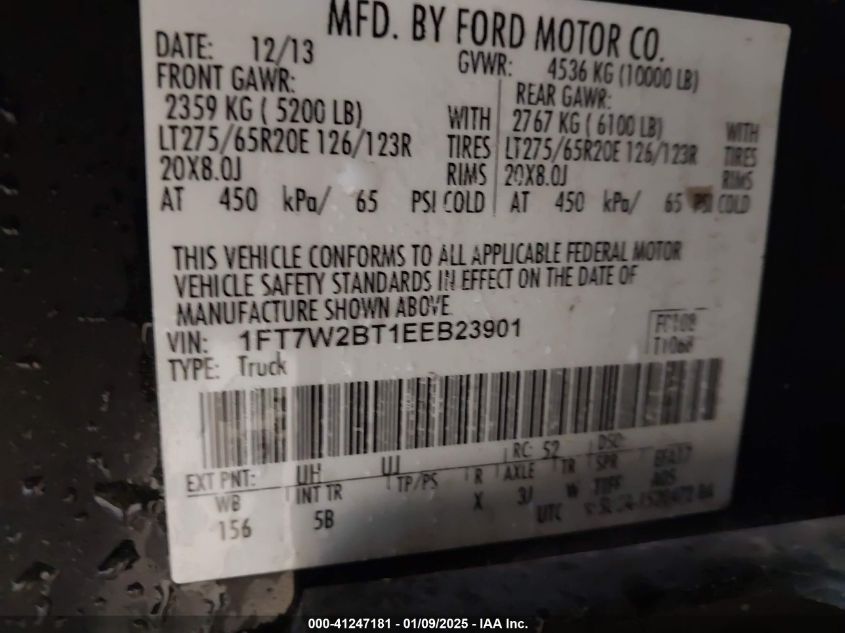 MFD. BY FORD MOTOR CO.
DATE: 12/13 GVWR: 4536 KG (10000 LB)
FRONT GAWR: REAR GAWR:
2359 KG ( 5200 LB) WITH 2767 KG ( 6100 LB) WITH
LT275/65R20E 126/123R TIRES LT275/65R20E 126/123R TIRES
20X8.0J RIMS 20X8.0J RIMS
AT 450 kPa/ 65 PSI COLD AT 450 kPa/ 65 PSI COLD
THIS VEHICLE CONFORMS TO ALL APPLICABLE FEDERAL MOTOR
VEHICLE SAFETY STANDARDS IN EFFECT ON THE DATE OF
MANUFACTURE SHOWN ABOVE.
VIN: 1FT7W2BT1EEB23901
TYPE: Truck
EXT PNT: UH UJ RC: 52 DSO:
WB INT TR TP/PS R AXLE TR SPR
156 5B X 3J W
UTC
000-41247181 | 01/09/2025 - IAA Inc.